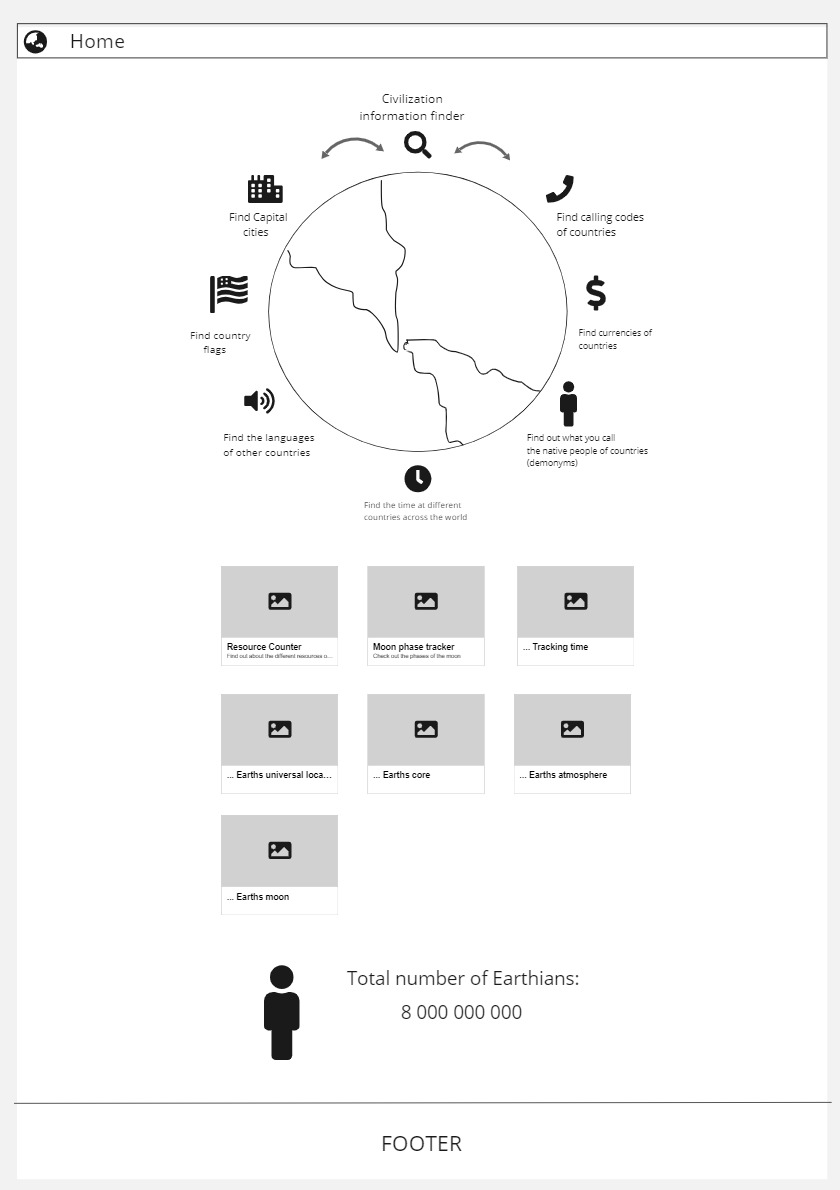 Home
Civilization
information finder
Find Capital
cities
Find calling codes
of countries
Find country
flags
Find currencies of
countries
Find the languages
of other countries
Find out what you call
the native people of countries
(demonyms)
Find the time at different
countries across the world
Resource Counter
Find out about the different resources o...
Moon phase tracker
Check out the phases of the moon
... Tracking time
... Earths universal loca...
... Earths core
... Earths atmosphere
... Earths moon
Total number of Earthians:
8 000 000 000
FOOTER